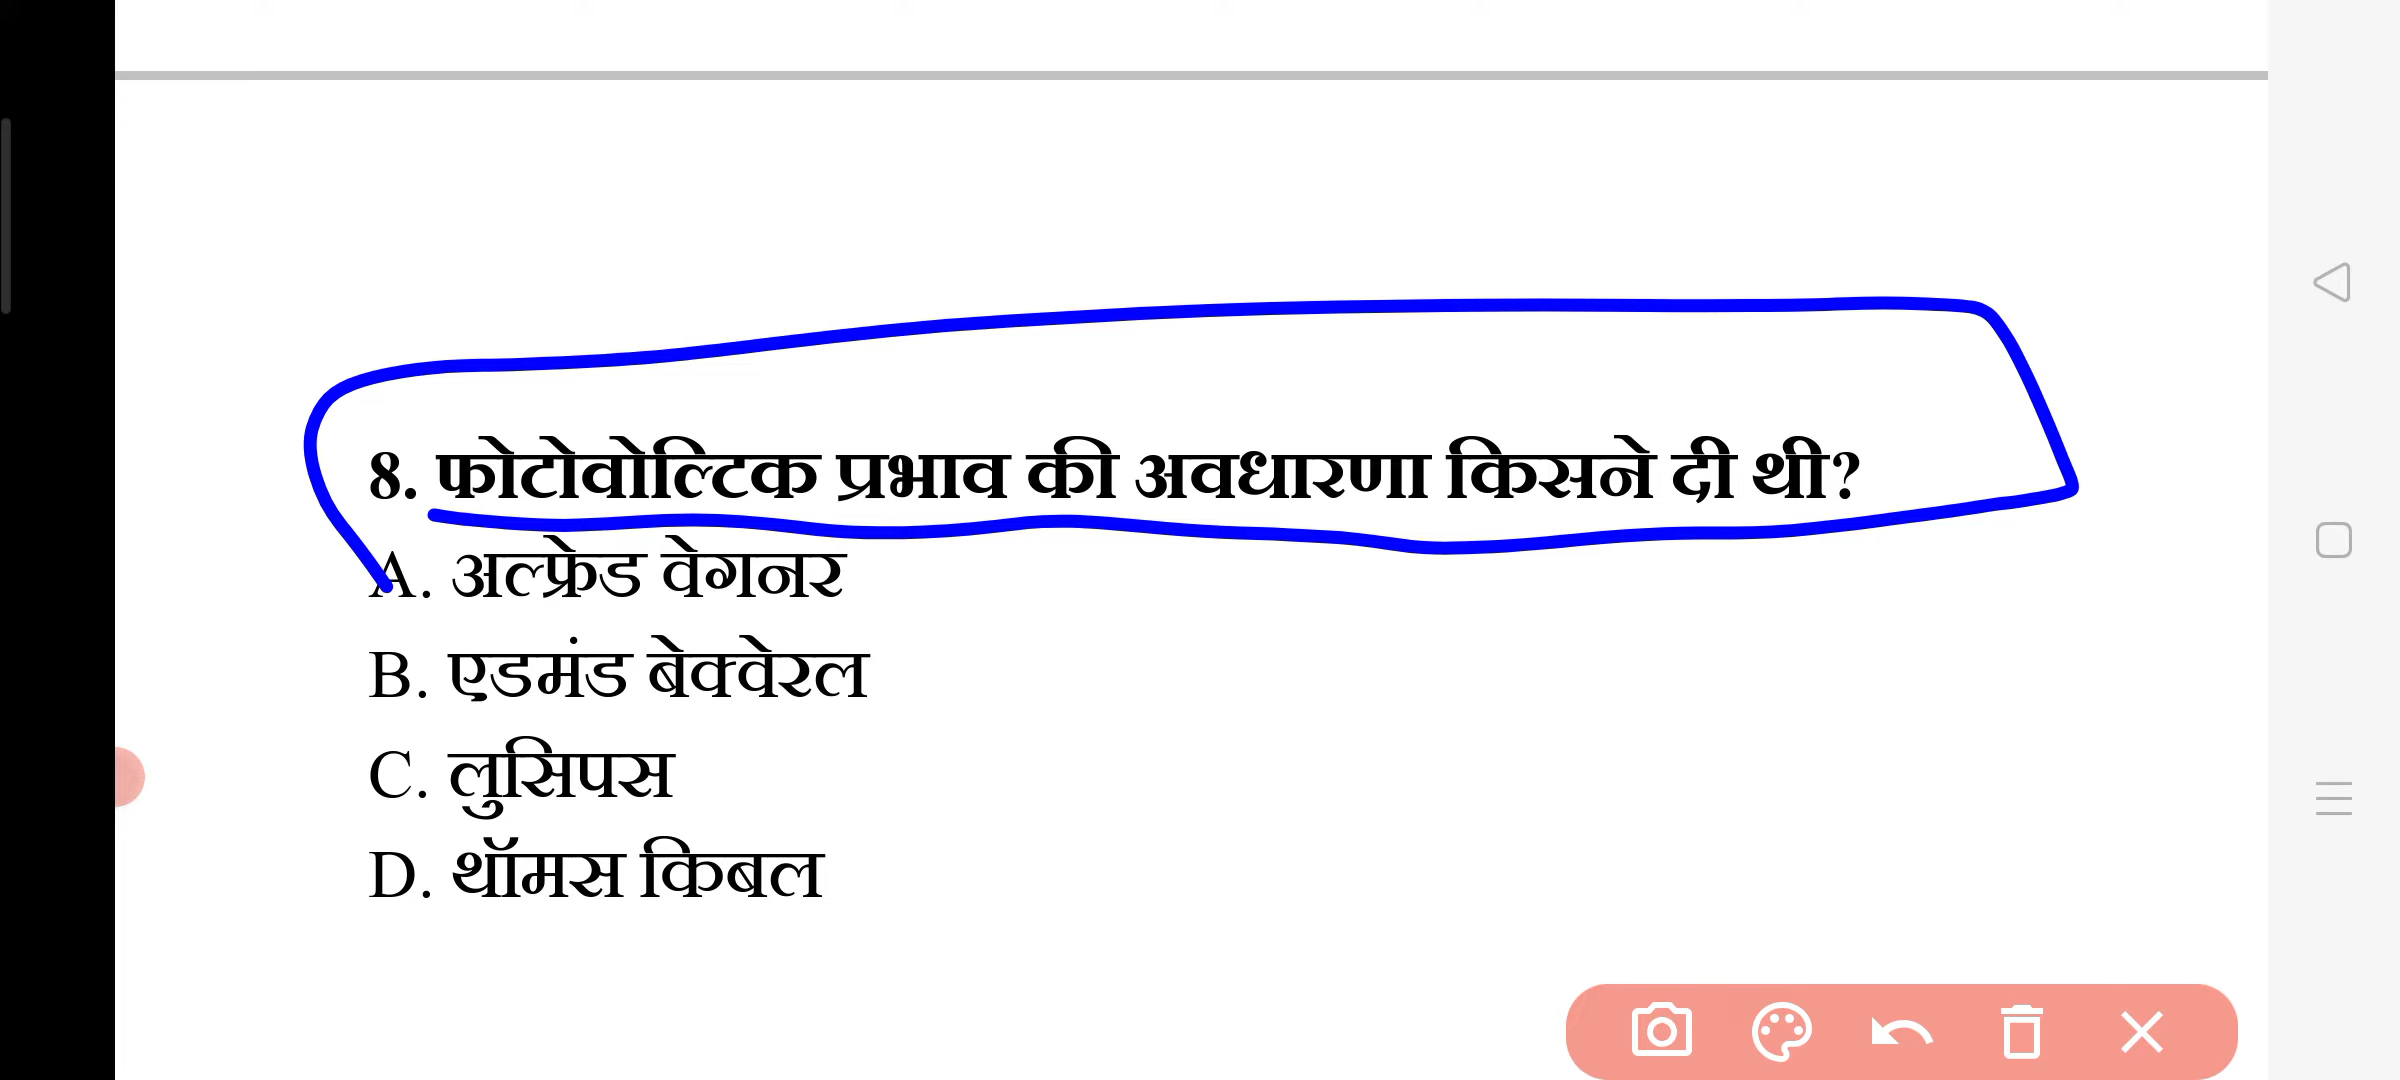 8. फोटोवोल्टिक प्रभाव की अवधारणा किसने दी थी?
A. अल्फ्रेड वेगनर
B. एडमंड बेक्वेरल
C. लुसिपस
D. थॉमस किबल